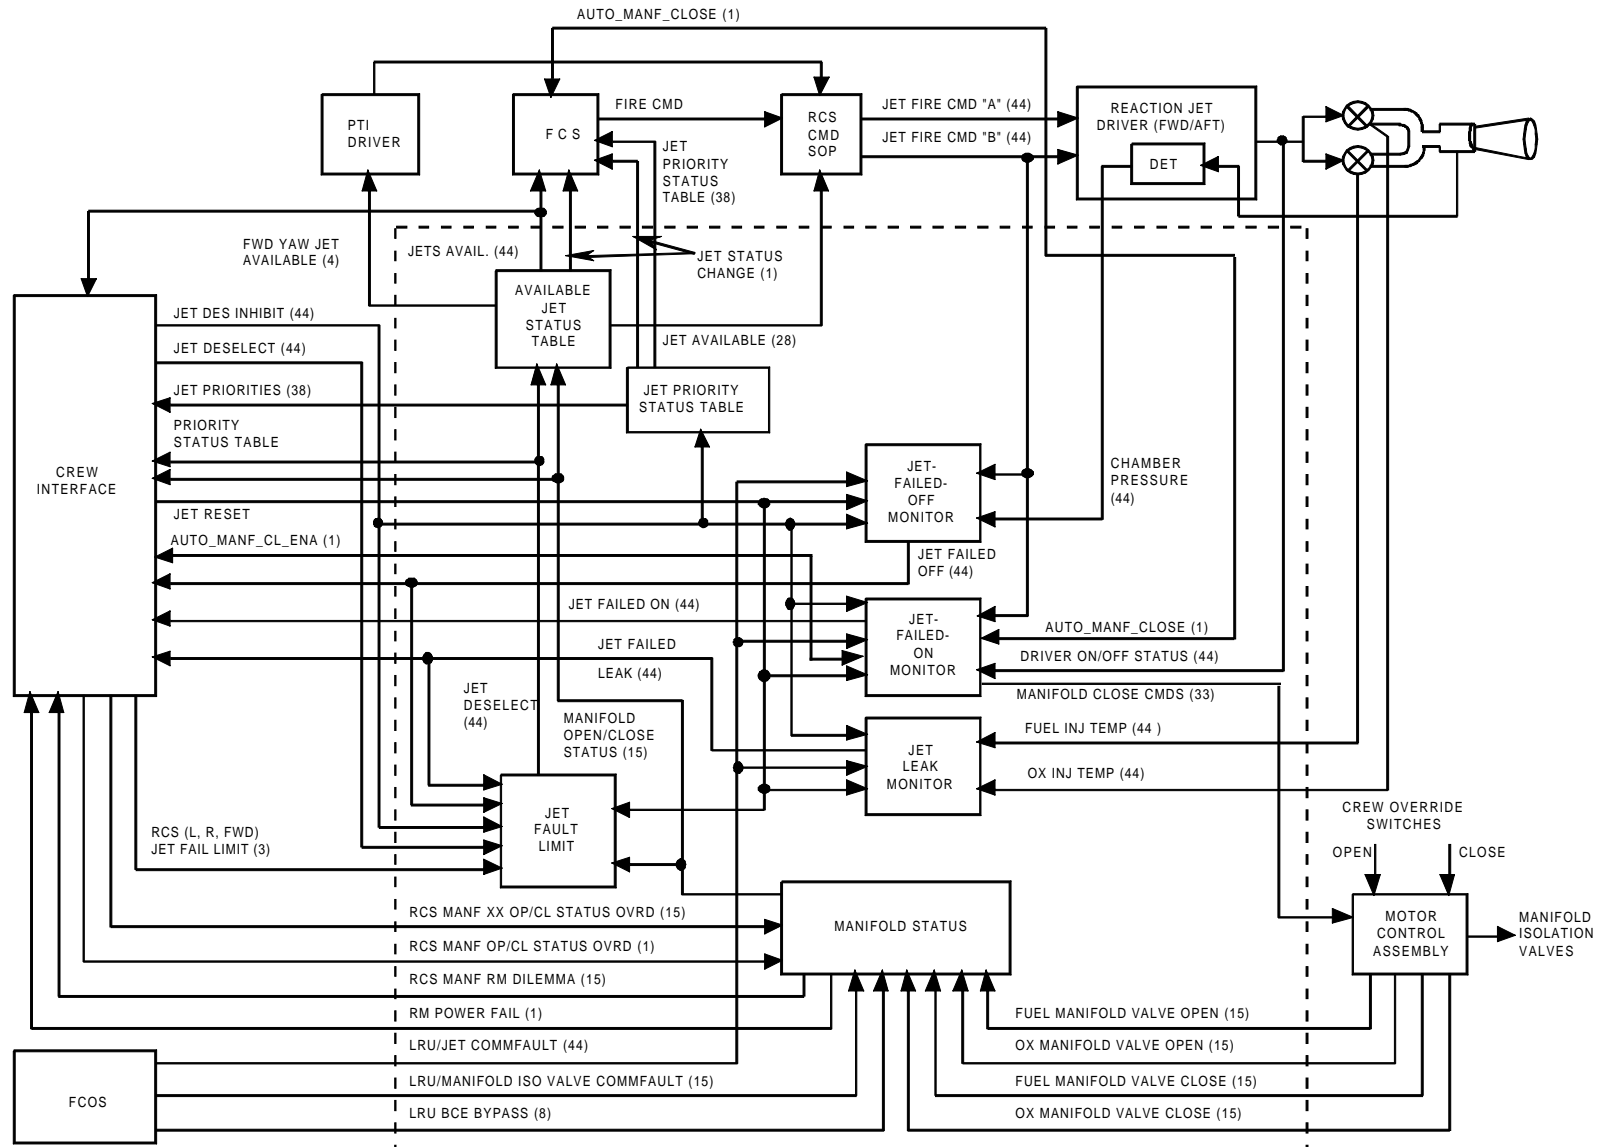 AUTO_MANF_CLOSE (1)
PTI
DRIVER
F C S
FIRE CMD
JET
PRIORITY
STATUS
TABLE (38)
RCS
CMD
SOP
JET FIRE CMD "A" (44)
JET FIRE CMD "B" (44)
REACTION JET
DRIVER (FWD/AFT)
DET
FWD YAW JET
AVAILABLE (4)
JETS AVAIL. (44)
JET STATUS
CHANGE (1)
AVAILABLE
JET
STATUS
TABLE
JET AVAILABLE (28)
JET PRIORITY
STATUS TABLE
JET DES INHIBIT (44)
JET DESELECT (44)
JET PRIORITIES (38)
PRIORITY
STATUS TABLE
CREW
INTERFACE
JET RESET
AUTO_MANF_CL_ENA (1)
JET-
FAILED-
OFF
MONITOR
CHAMBER
PRESSURE
(44)
JET FAILED
OFF (44)
JET FAILED ON (44)
JET-
FAILED-
ON
MONITOR
AUTO_MANF_CLOSE (1)
DRIVER ON/OFF STATUS (44)
MANIFOLD CLOSE CMDS (33)
JET FAILED
LEAK (44)
JET
DESELECT
(44)
MANIFOLD
OPEN/CLOSE
STATUS (15)
JET
LEAK
MONITOR
FUEL INJ TEMP (44 )
OX INJ TEMP (44)
JET
FAULT
LIMIT
RCS (L, R, FWD)
JET FAIL LIMIT (3)
CREW OVERRIDE
SWITCHES
OPEN
CLOSE
MOTOR
CONTROL
ASSEMBLY
MANIFOLD
ISOLATION
VALVES
RCS MANF XX OP/CL STATUS OVRD (15)
RCS MANF OP/CL STATUS OVRD (1)
RCS MANF RM DILEMMA (15)
RM POWER FAIL (1)
MANIFOLD STATUS
LRU/JET COMMFAULT (44)
LRU/MANIFOLD ISO VALVE COMMFAULT (15)
LRU BCE BYPASS (8)
FCOS
FUEL MANIFOLD VALVE OPEN (15)
OX MANIFOLD VALVE OPEN (15)
FUEL MANIFOLD VALVE CLOSE (15)
OX MANIFOLD VALVE CLOSE (15)